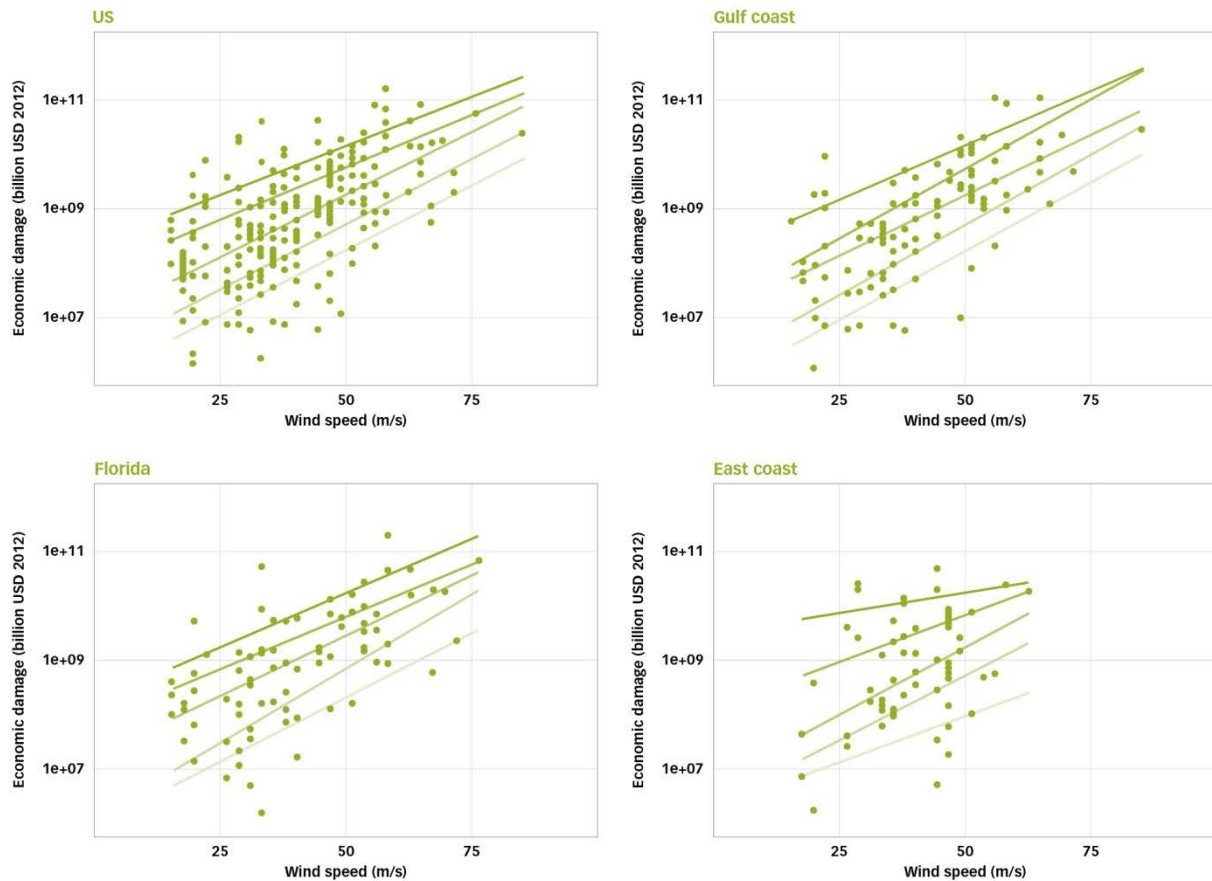 US
Economic damage (billion USD 2012)
1e+11
1e+09
1e+07
25
50
75
Wind speed (m/s)
Gulf coast
Economic damage (billion USD 2012)
1e+11
1e+09
1e+07
25
50
75
Wind speed (m/s)
Florida
Economic damage (billion USD 2012)
1e+11
1e+09
1e+07
25
50
75
Wind speed (m/s)
East coast
Economic damage (billion USD 2012)
1e+11
1e+09
1e+07
25
50
75
Wind speed (m/s)